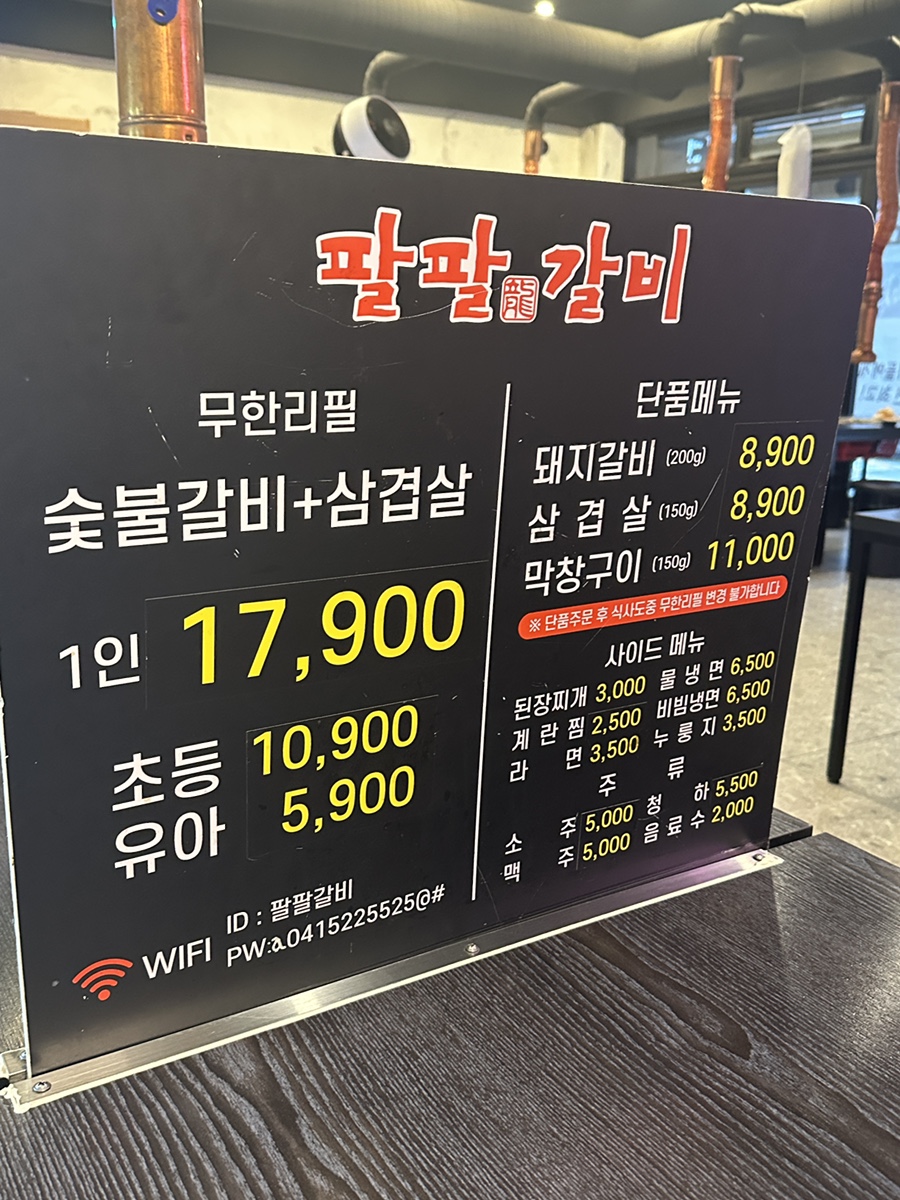 팔팔龍갈비
무한리필
숯불갈비+삼겹살
1인 17,900
초등 10,900
유아 5,900
WIFI
ID : 팔팔갈비
PW:a0415225525@#
단품메뉴
돼지갈비 (200g) 8,900
삼 겹 살 (150g) 8,900
막창구이 (150g) 11,000
※ 단품주문 후 식사도중 무한리필 변경 불가합니다
사이드 메뉴
된장찌개 3,000 물 냉 면 6,500
계 란 찜 2,500 비빔냉면 6,500
라 면 3,500 누 룽 지 3,500
주 류
소 주 5,000 청 하 5,500
맥 주 5,000 음 료 수 2,000